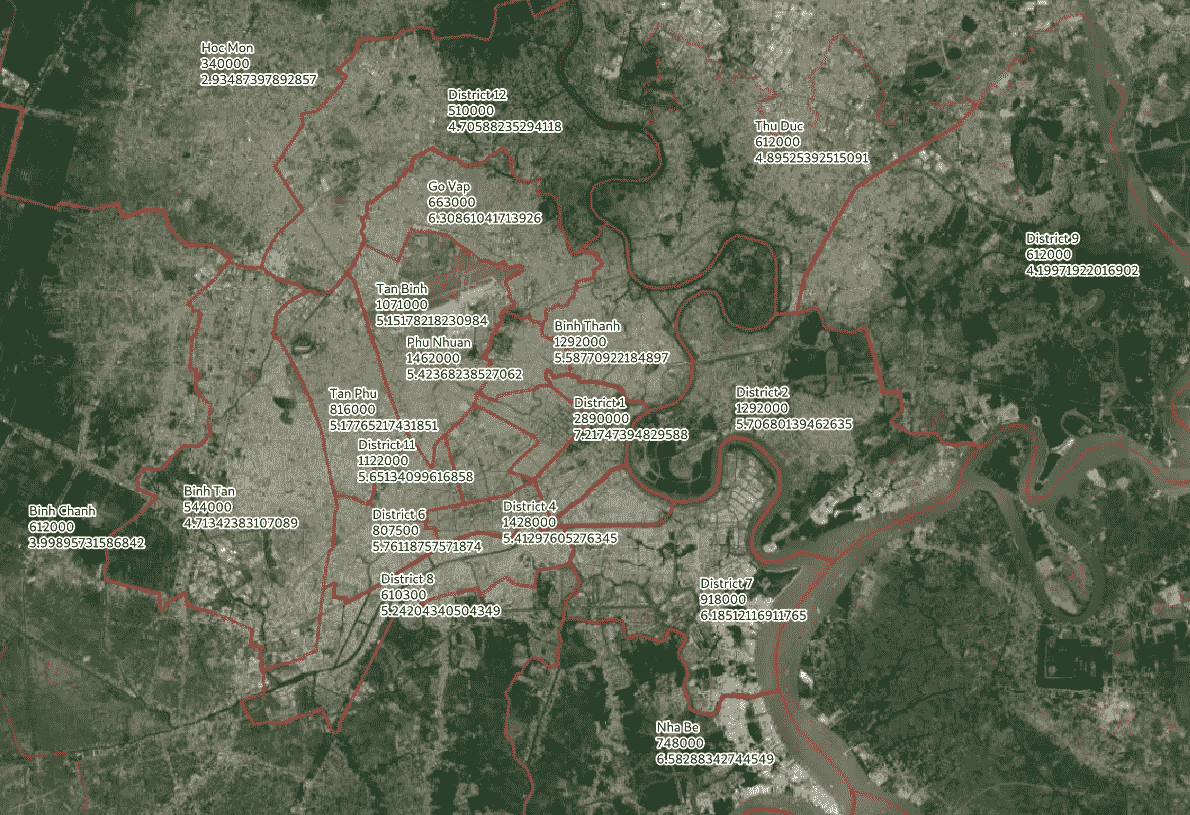 Hoc Mon
340000
2.93487397892857
District 12
510000
4.70588235294118
Thu Duc
612000
4.89525392515091
Go Vap
663000
6.30861041713926
District 9
612000
4.19971922016902
Tan Binh
1071000
5.15178218230984
Binh Thanh
1292000
5.58770922184897
Phu Nhuan
1462000
5.42368238527062
Tan Phu
816000
5.17765217431851
District 1
2890000
7.21747394829588
District 2
1292000
5.70680139462635
District 11
1122000
5.65134099616858
Binh Tan
544000
4.71342383107089
Binh Chanh
612000
3.99895731586842
District 6
807500
5.76118757571874
District 4
1428000
5.41297605276345
District 8
610300
5.24204340504349
District 7
918000
6.18512116911765
Nha Be
748000
6.58288342744549